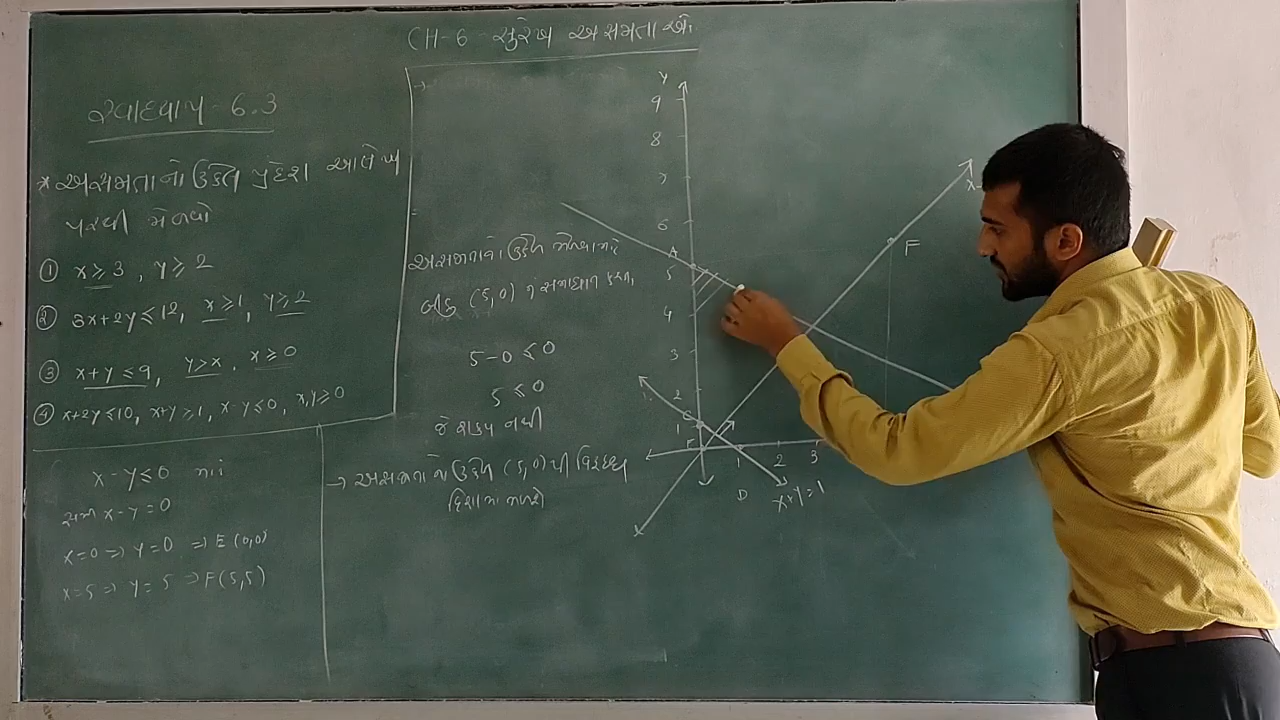 CH-6 સુરેખ અસમતાઓ
સ્વાધ્યાય - 6.3
* અસમતાનો ઉકેલ પ્રદેશ આલેખ
પરથી મેળવો
① x ≥ 3 , y ≥ 2
② 3x+2y ≤ 12, x ≥ 1, y ≥ 2
③ x+y ≤ 9, y > x, x ≥ 0
④ x+2y ≤ 10, x+y ≥ 1, x-y ≤ 0, x,y ≥ 0
x-y ≤ 0
x-y=0
x=0 ⇒ y=0 ⇒ E(0,0)
x=5 ⇒ y=5 ⇒ F(5,5)
અસમતાનો ઉકેલ મેળવવા માટે
બિંદુ (5,0)
5-0 ≤ 0
5 ≤ 0
જે શક્ય નથી
→ અસમતાનો ઉકેલ (5,0) થી વિરુદ્ધ
દિશામાં મળશે
y
9
8
7
6
A
5
4
3
2
C
1
E
1 2 3
D
x+y=1
F
x-